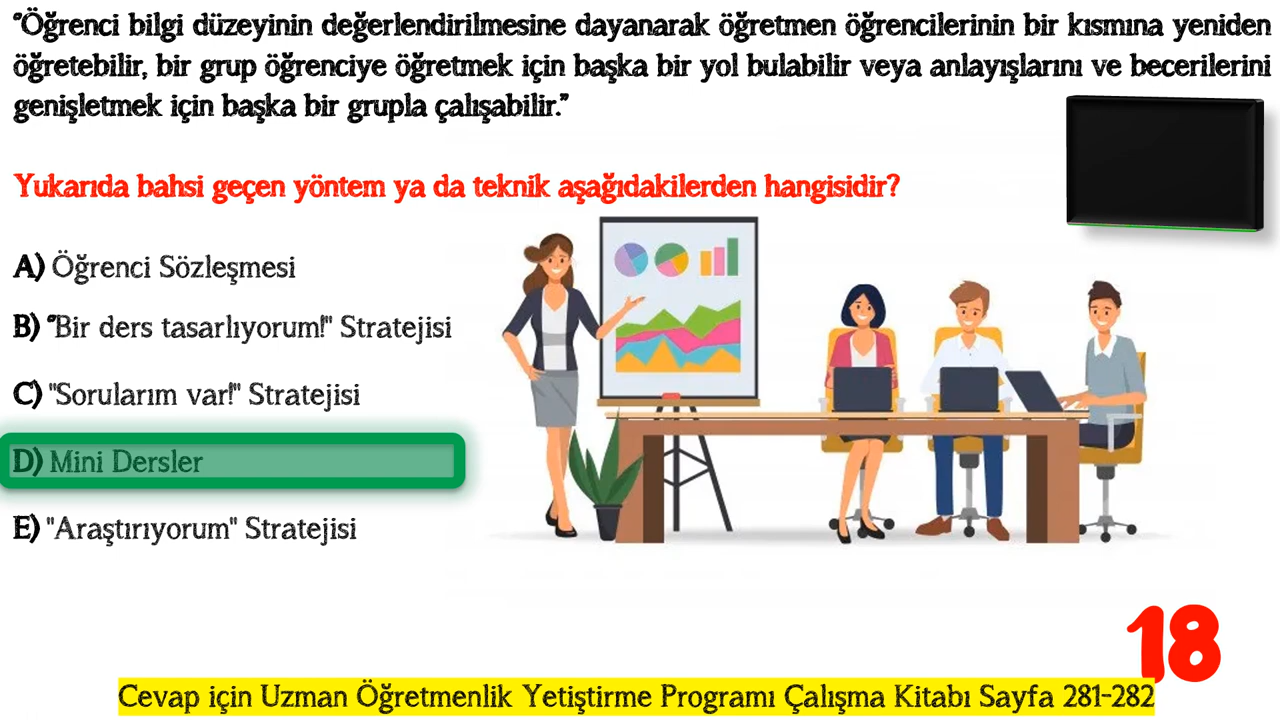 “Öğrenci bilgi düzeyinin değerlendirilmesine dayanarak öğretmen öğrencilerinin bir kısmına yeniden
öğretebilir, bir grup öğrenciye öğretmek için başka bir yol bulabilir veya anlayışlarını ve becerilerini
genişletmek için başka bir grupla çalışabilir.”
Yukarıda bahsi geçen yöntem ya da teknik aşağıdakilerden hangisidir?
A) Öğrenci Sözleşmesi
B) “Bir ders tasarlıyorum!" Stratejisi
C) "Sorularım var!" Stratejisi
D) Mini Dersler
E) "Araştırıyorum" Stratejisi
18
Cevap için Uzman Öğretmenlik Yetiştirme Programı Çalışma Kitabı Sayfa 281-282